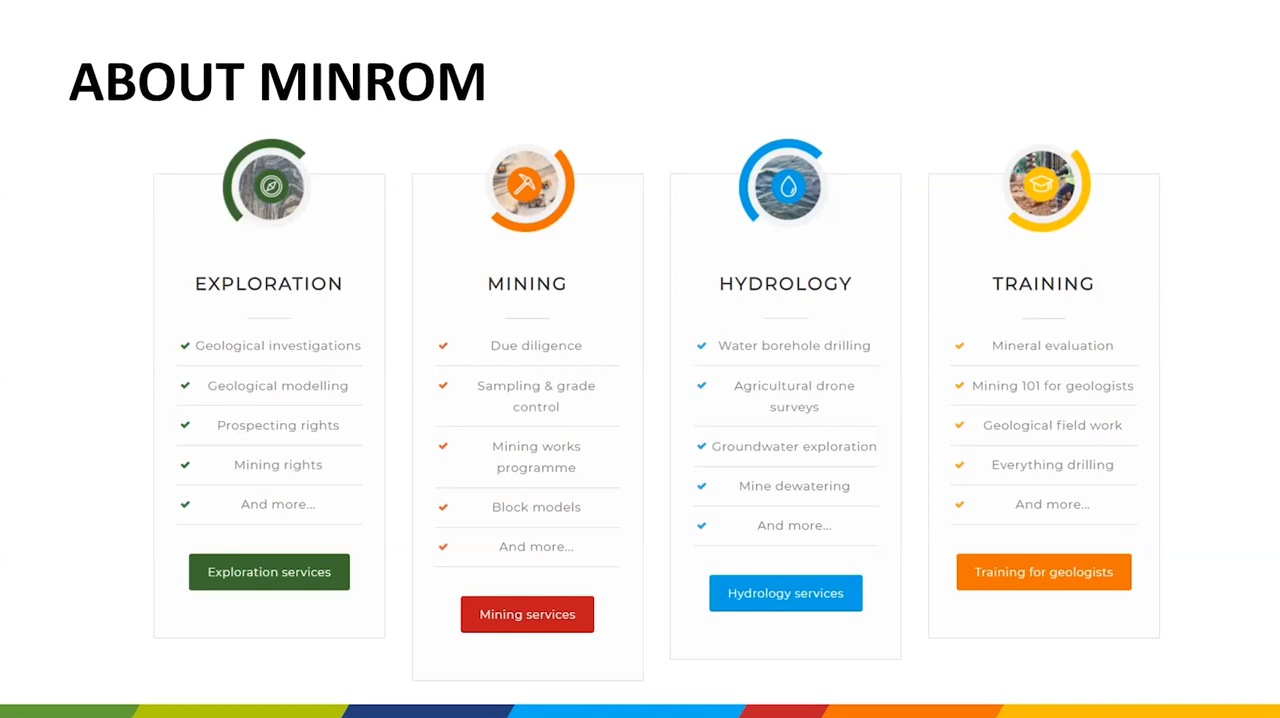 ABOUT MINROM
EXPLORATION
Geological investigations
Geological modelling
Prospecting rights
Mining rights
And more...
Exploration services
MINING
Due diligence
Sampling & grade
control
Mining works
programme
Block models
And more...
Mining services
HYDROLOGY
Water borehole drilling
Agricultural drone
surveys
Groundwater exploration
Mine dewatering
And more...
Hydrology services
TRAINING
Mineral evaluation
Mining 101 for geologists
Geological field work
Everything drilling
And more...
Training for geologists